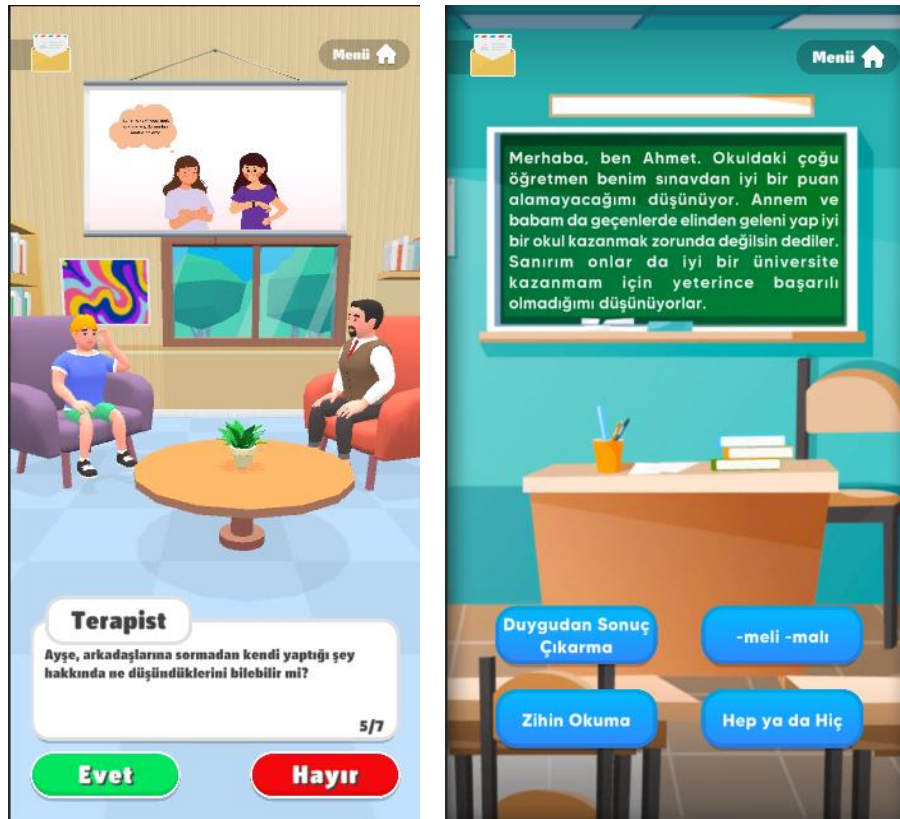 Menü
Terapist
Ayşe, arkadaşlarına sormadan kendi yaptığı şey
hakkında ne düşündüklerini bilebilir mi?
5/7
Evet
Hayır
Menü
Merhaba, ben Ahmet. Okuldaki çoğu
öğretmen benim sınavdan iyi bir puan
alamayacağımı düşünüyor. Annem ve
babam da geçenlerde elinden geleni yap iyi
bir okul kazanmak zorunda değilsin dediler.
Sanırım onlar da iyi bir üniversite
kazanmam için yeterince başarılı
olmadığımı düşünüyorlar.
Duygudan Sonuç
Çıkarma
-meli -malı
Zihin Okuma
Hep ya da Hiç